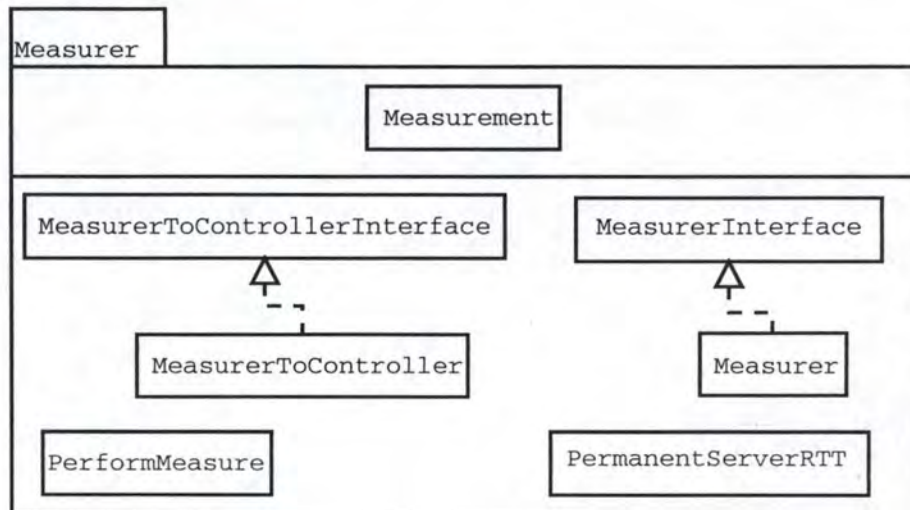 Measurer
Measurement
MeasurerToControllerInterface
MeasurerInterface
MeasurerToController
Measurer
PerformMeasure
PermanentServerRTT